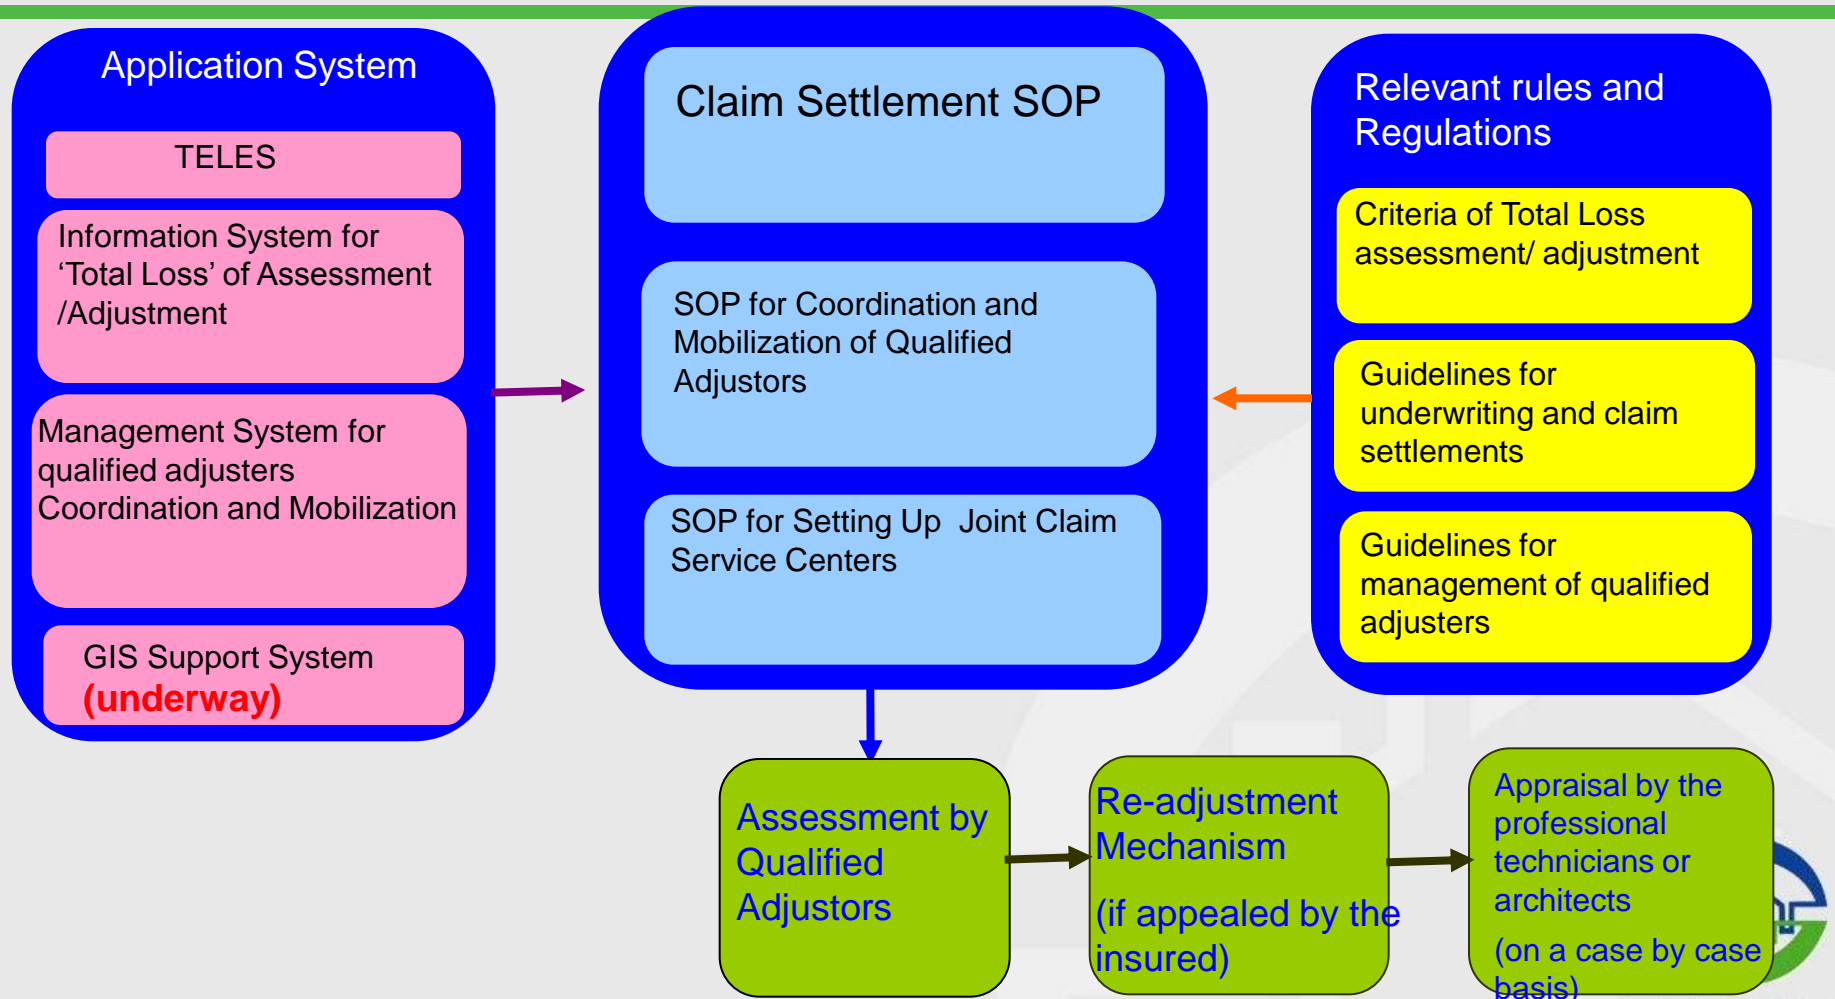 Application System
TELES
Information System for
‘Total Loss’ of Assessment
/Adjustment
Management System for
qualified adjusters
Coordination and Mobilization
GIS Support System
(underway)
Claim Settlement SOP
SOP for Coordination and
Mobilization of Qualified
Adjustors
SOP for Setting Up Joint Claim
Service Centers
Relevant rules and
Regulations
Criteria of Total Loss
assessment/ adjustment
Guidelines for
underwriting and claim
settlements
Guidelines for
management of qualified
adjusters
Assessment by
Qualified
Adjustors
Re-adjustment
Mechanism
(if appealed by the
insured)
Appraisal by the
professional
technicians or
architects
(on a case by case
basis)